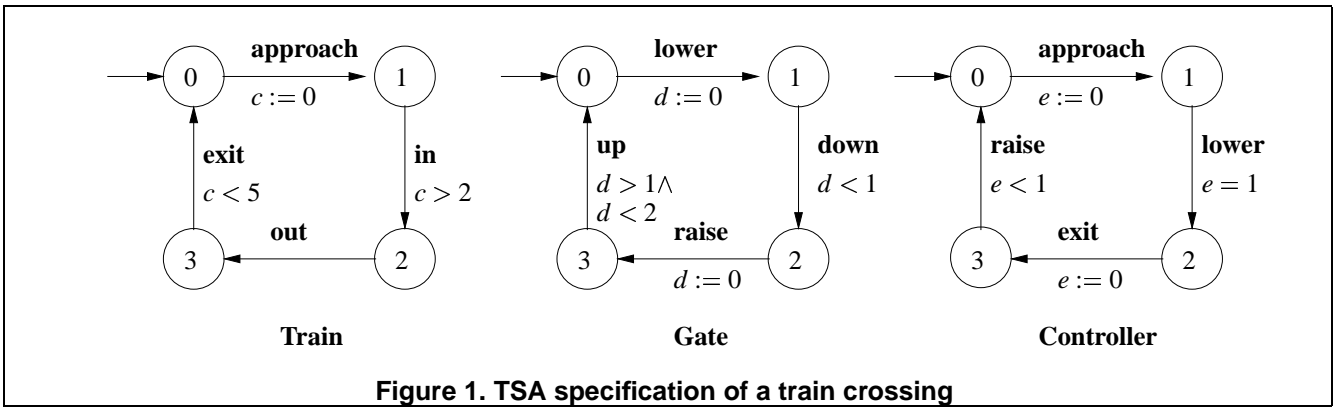 approach
0
1
c := 0
exit
c < 5
in
c > 2
out
3
2
Train
lower
0
1
d := 0
up
d > 1∧
d < 2
down
d < 1
raise
3
2
d := 0
Gate
approach
0
1
e := 0
raise
e < 1
lower
e = 1
exit
3
2
e := 0
Controller
Figure 1. TSA specification of a train crossing